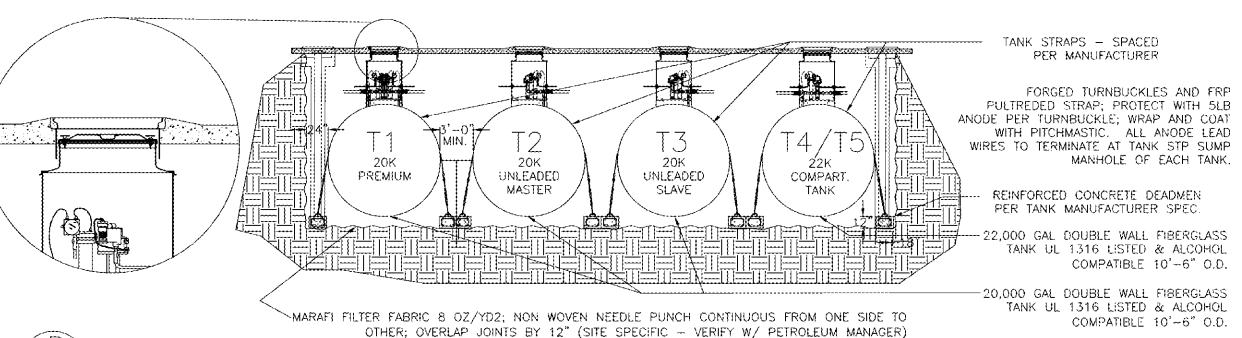 TANK STRAPS – SPACED
PER MANUFACTURER
FORGED TURNBUCKLES AND FRP
PULTREDED STRAP; PROTECT WITH 5LB
ANODE PER TURNBUCKLE; WRAP AND COAT
WITH PITCHMASTIC. ALL ANODE LEAD
WIRES TO TERMINATE AT TANK STP SUMP
MANHOLE OF EACH TANK.
24"
T1
20K
PREMIUM
3'-0"
MIN.
T2
20K
UNLEADED
MASTER
T3
20K
UNLEADED
SLAVE
T4/T5
22K
COMPART.
TANK
12"
18
REINFORCED CONCRETE DEADMEN
PER TANK MANUFACTURER SPEC.
22,000 GAL DOUBLE WALL FIBERGLASS
TANK UL 1316 LISTED & ALCOHOL
COMPATIBLE 10'-6" O.D.
20,000 GAL DOUBLE WALL FIBERGLASS
TANK UL 1316 LISTED & ALCOHOL
COMPATIBLE 10'-6" O.D.
MARAFI FILTER FABRIC 8 OZ/YD2; NON WOVEN NEEDLE PUNCH CONTINUOUS FROM ONE SIDE TO
OTHER; OVERLAP JOINTS BY 12" (SITE SPECIFIC – VERIFY W/ PETROLEUM MANAGER)